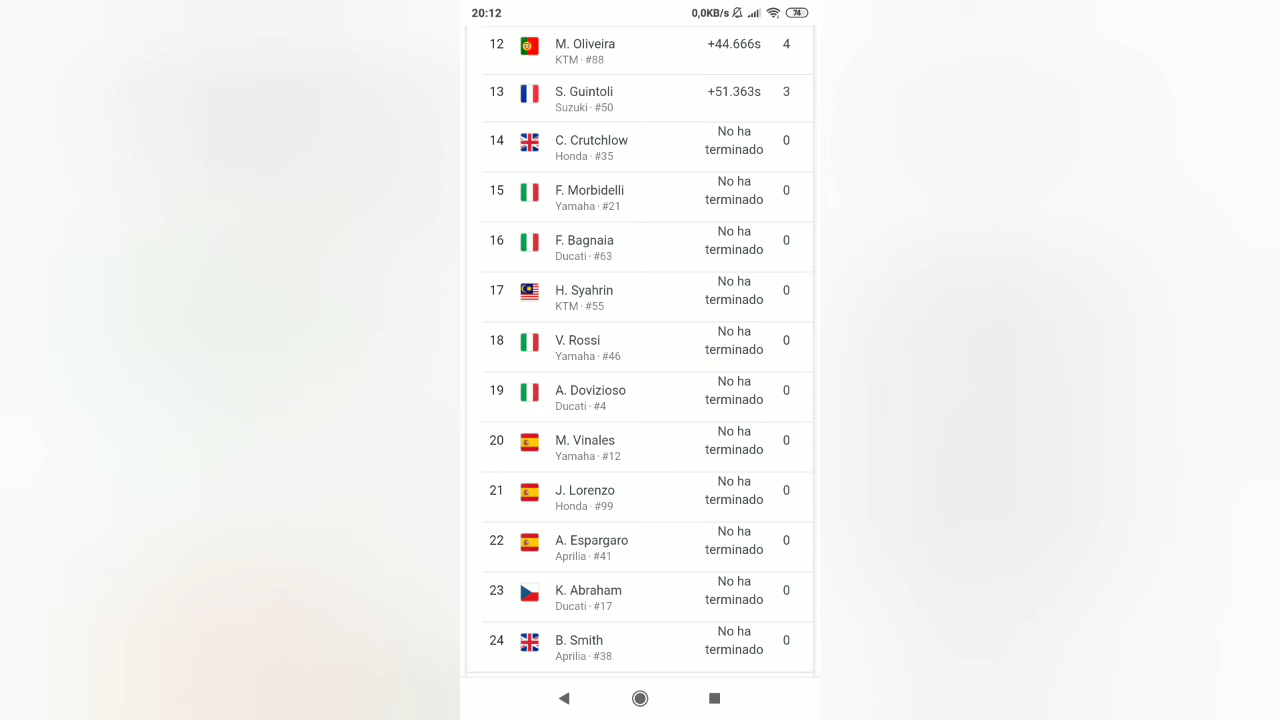 20:12 0,0KB/s 74
12 M. Oliveira +44.666s 4
KTM · #88
13 S. Guintoli +51.363s 3
Suzuki · #50
14 C. Crutchlow No ha terminado 0
Honda · #35
15 F. Morbidelli No ha terminado 0
Yamaha · #21
16 F. Bagnaia No ha terminado 0
Ducati · #63
17 H. Syahrin No ha terminado 0
KTM · #55
18 V. Rossi No ha terminado 0
Yamaha · #46
19 A. Dovizioso No ha terminado 0
Ducati · #4
20 M. Vinales No ha terminado 0
Yamaha · #12
21 J. Lorenzo No ha terminado 0
Honda · #99
22 A. Espargaro No ha terminado 0
Aprilia · #41
23 K. Abraham No ha terminado 0
Ducati · #17
24 B. Smith No ha terminado 0
Aprilia · #38